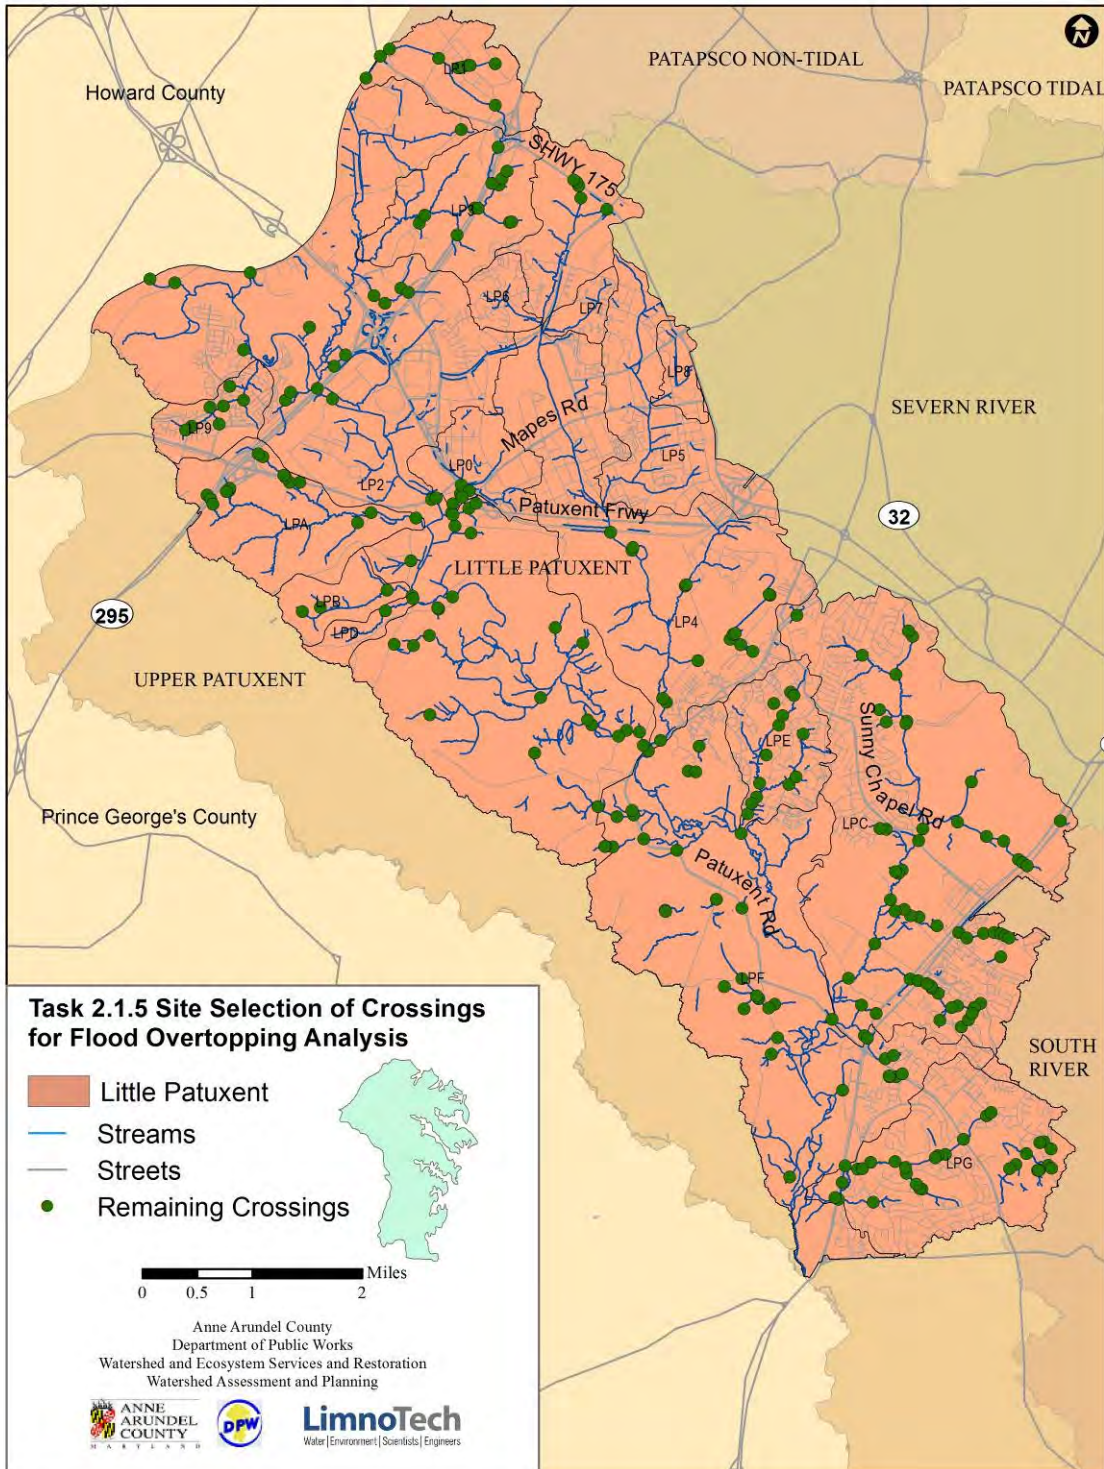 N
PATAPSCO NON-TIDAL
PATAPSCO TIDAL
Howard County
LP1
SHWY 175
LP3
LP6
LP7
LP8
SEVERN RIVER
Mapes Rd
LP9
LP0
LP5
LP2
Patuxent Frwy
32
LPA
LITTLE PATUXENT
295
LPB
LP4
LPD
UPPER PATUXENT
Sunny Chapel Rd
LPE
Prince George's County
LPC
Patuxent Rd
LPF
SOUTH
RIVER
LPG
Task 2.1.5 Site Selection of Crossings
for Flood Overtopping Analysis
Little Patuxent
Streams
Streets
Remaining Crossings
Miles
0 0.5 1 2
Anne Arundel County
Department of Public Works
Watershed and Ecosystem Services and Restoration
Watershed Assessment and Planning
ANNE
ARUNDEL
COUNTY
MARYLAND
DPW
LimnoTech
Water | Environment | Scientists | Engineers